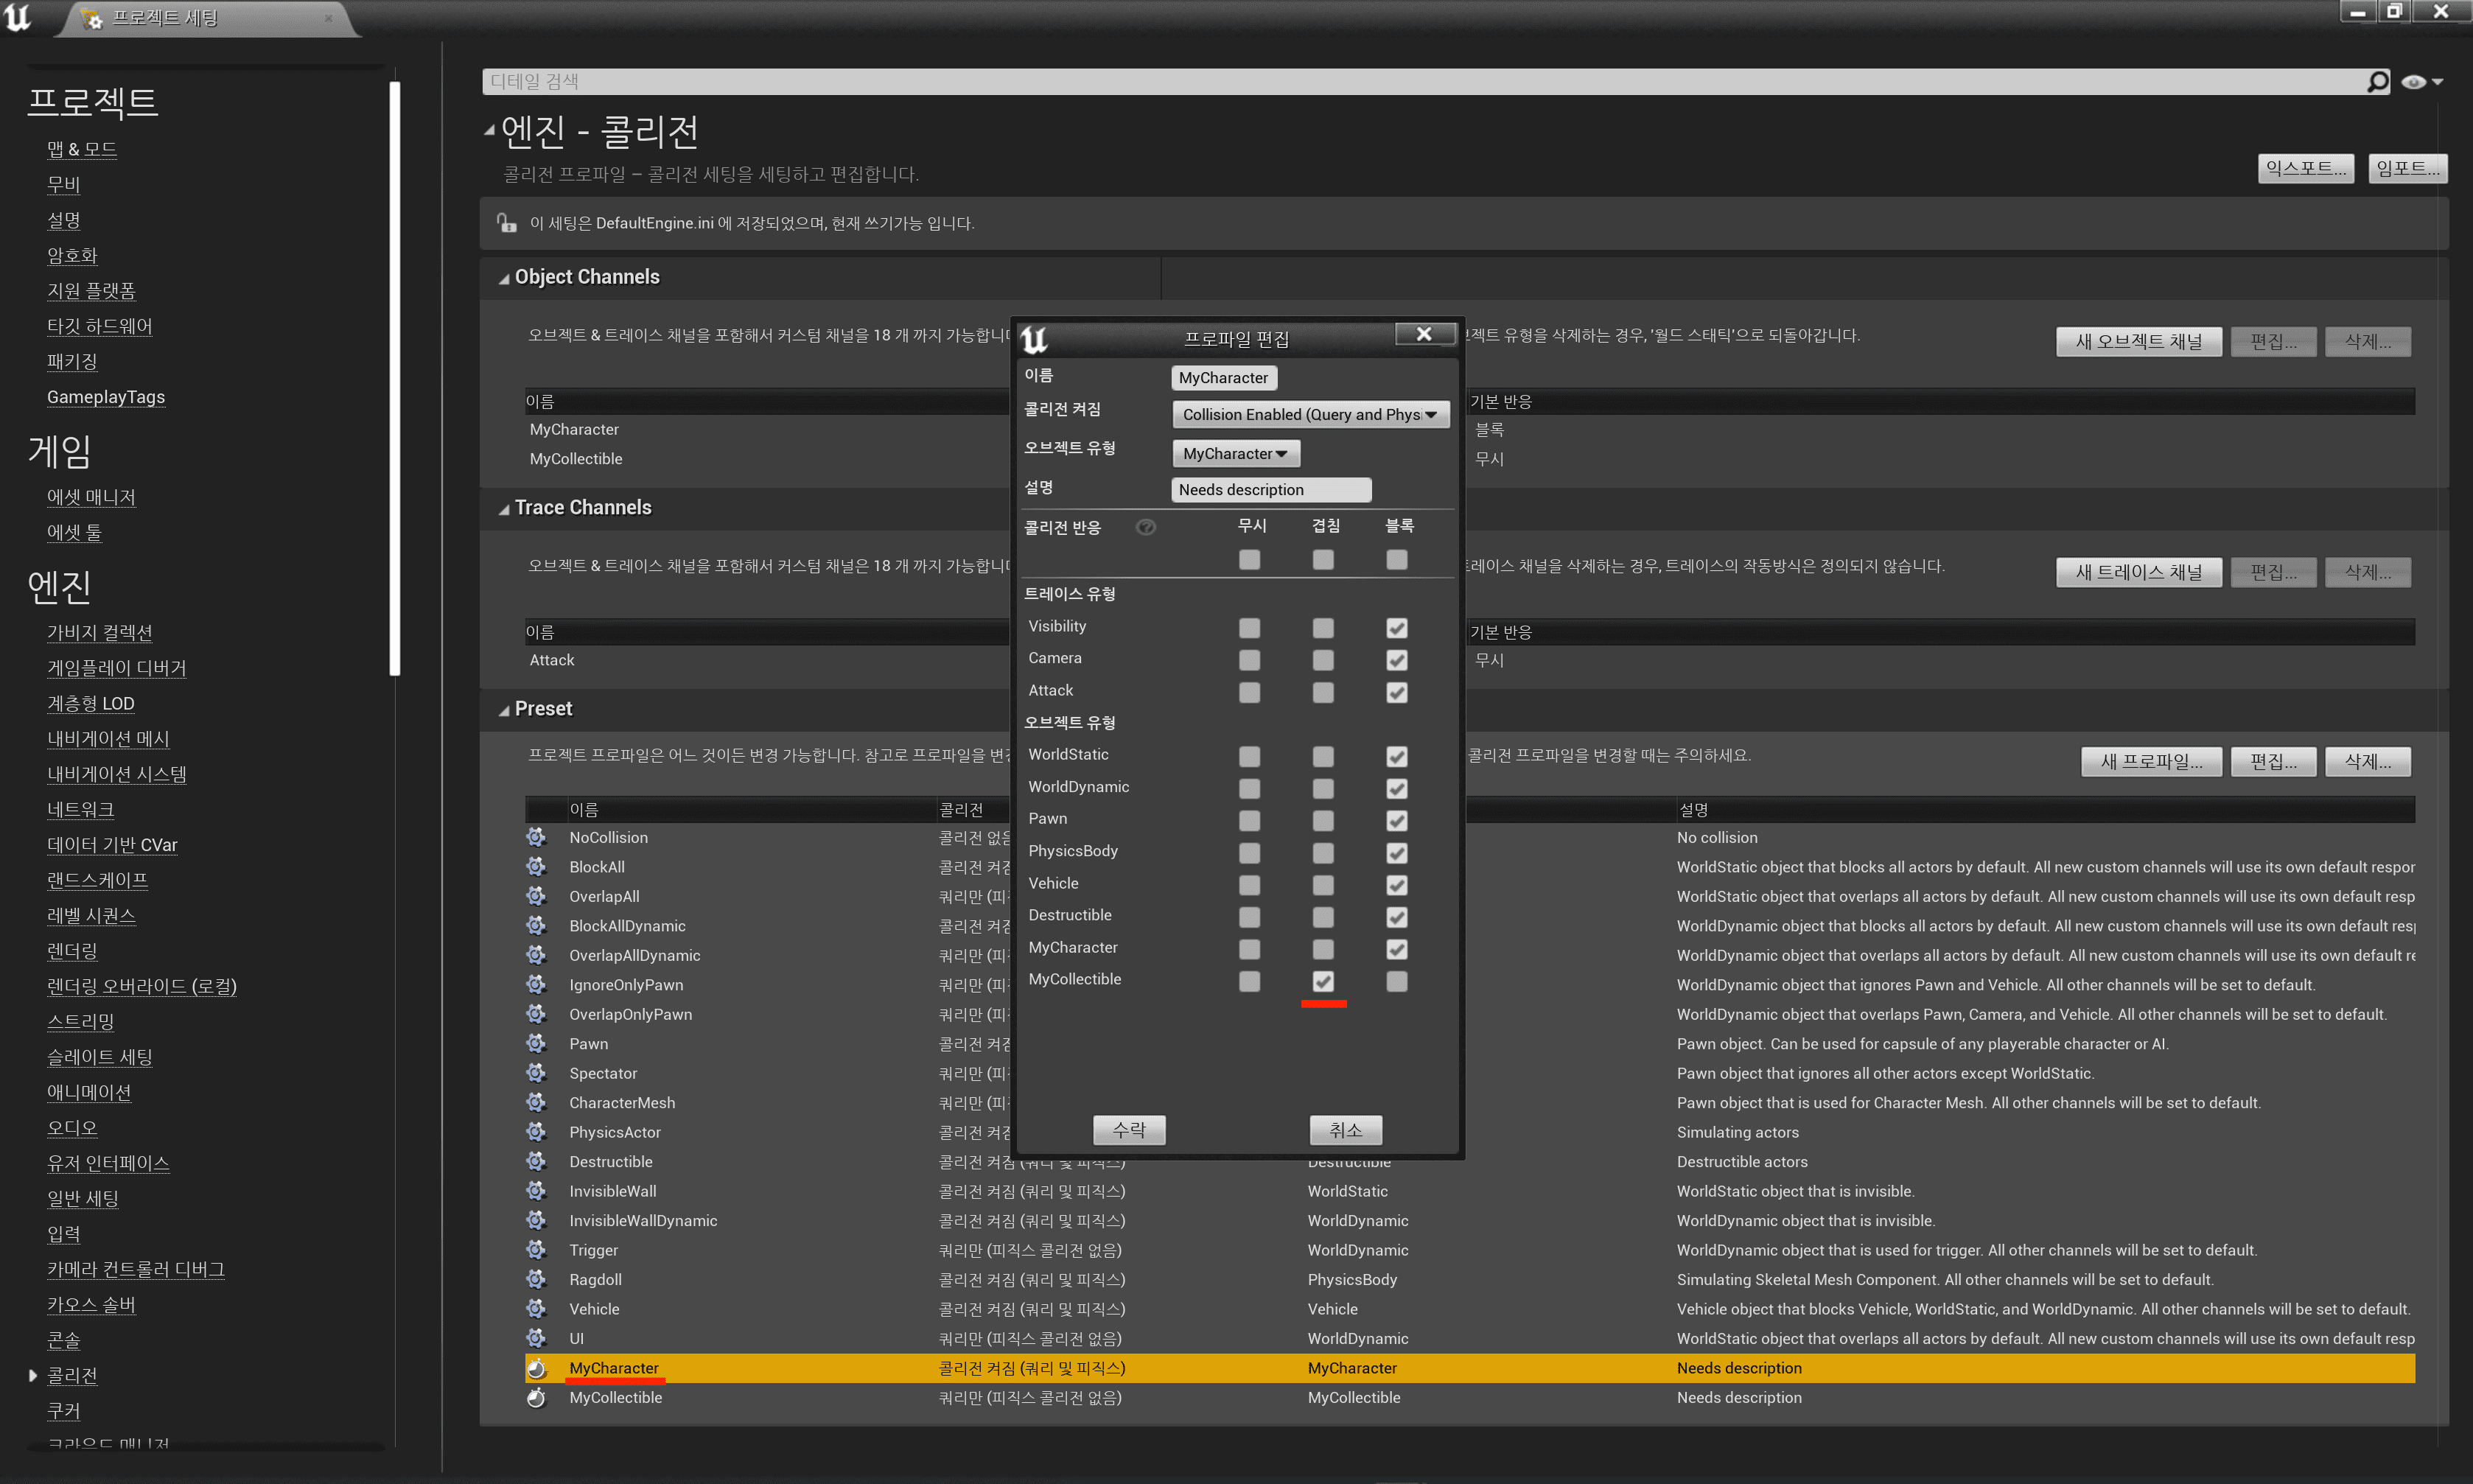 프로젝트 세팅
디테일 검색
프로젝트
맵 & 모드
무비
설명
암호화
지원 플랫폼
타깃 하드웨어
패키징
GameplayTags
게임
에셋 매니저
에셋 툴
엔진
가비지 컬렉션
게임플레이 디버거
계층형 LOD
내비게이션 메시
내비게이션 시스템
네트워크
데이터 기반 CVar
랜드스케이프
레벨 시퀀스
렌더링
렌더링 오버라이드 (로컬)
스트리밍
슬레이트 세팅
애니메이션
오디오
유저 인터페이스
일반 세팅
입력
카메라 컨트롤러 디버그
카오스 솔버
콘솔
콜리전
쿠커
크라우드 매니저
엔진 - 콜리전
콜리전 프로파일 – 콜리전 세팅을 세팅하고 편집합니다.
익스포트... 임포트...
이 세팅은 DefaultEngine.ini 에 저장되었으며, 현재 쓰기가능 입니다.
Object Channels
오브젝트 & 트레이스 채널을 포함해서 커스텀 채널을 18 개 까지 가능합니다
트 유형을 삭제하는 경우, '월드 스태틱'으로 되돌아갑니다.
새 오브젝트 채널 편집... 삭제...
이름 기본 반응
MyCharacter 블록
MyCollectible 무시
Trace Channels
오브젝트 & 트레이스 채널을 포함해서 커스텀 채널은 18 개 까지 가능합니다
레이스 채널을 삭제하는 경우, 트레이스의 작동방식은 정의되지 않습니다.
새 트레이스 채널 편집... 삭제...
이름 기본 반응
Attack 무시
Preset
프로젝트 프로파일은 어느 것이든 변경 가능합니다. 참고로 프로파일을 변경
콜리전 프로파일을 변경할 때는 주의하세요.
새 프로파일... 편집... 삭제...
이름 콜리전 설명
NoCollision 콜리전 없음 No collision
BlockAll 콜리전 켜짐 WorldStatic object that blocks all actors by default. All new custom channels will use its own default respor
OverlapAll 쿼리만 (피직 WorldStatic object that overlaps all actors by default. All new custom channels will use its own default resp
BlockAllDynamic 콜리전 켜짐 WorldDynamic object that blocks all actors by default. All new custom channels will use its own default resp
OverlapAllDynamic 쿼리만 (피직 WorldDynamic object that overlaps all actors by default. All new custom channels will use its own default re
IgnoreOnlyPawn 쿼리만 (피직 WorldDynamic object that ignores Pawn and Vehicle. All other channels will be set to default.
OverlapOnlyPawn 쿼리만 (피직 WorldDynamic object that overlaps Pawn, Camera, and Vehicle. All other channels will be set to default.
Pawn 콜리전 켜짐 Pawn object. Can be used for capsule of any playerable character or AI.
Spectator 쿼리만 (피직 Pawn object that ignores all other actors except WorldStatic.
CharacterMesh 쿼리만 (피직 Pawn object that is used for Character Mesh. All other channels will be set to default.
PhysicsActor 콜리전 켜짐 Simulating actors
Destructible 콜리전 켜짐 (쿼리 및 피직스) Destructible Destructible actors
InvisibleWall 콜리전 켜짐 (쿼리 및 피직스) WorldStatic WorldStatic object that is invisible.
InvisibleWallDynamic 콜리전 켜짐 (쿼리 및 피직스) WorldDynamic WorldDynamic object that is invisible.
Trigger 쿼리만 (피직스 콜리전 없음) WorldDynamic WorldDynamic object that is used for trigger. All other channels will be set to default.
Ragdoll 콜리전 켜짐 (쿼리 및 피직스) PhysicsBody Simulating Skeletal Mesh Component. All other channels will be set to default.
Vehicle 콜리전 켜짐 (쿼리 및 피직스) Vehicle Vehicle object that blocks Vehicle, WorldStatic, and WorldDynamic. All other channels will be set to default.
UI 쿼리만 (피직스 콜리전 없음) WorldDynamic WorldStatic object that overlaps all actors by default. All new custom channels will use its own default resp
MyCharacter 콜리전 켜짐 (쿼리 및 피직스) MyCharacter Needs description
MyCollectible 쿼리만 (피직스 콜리전 없음) MyCollectible Needs description
프로파일 편집
이름 MyCharacter
콜리전 켜짐 Collision Enabled (Query and Phys
오브젝트 유형 MyCharacter
설명 Needs description
콜리전 반응 무시 겹침 블록
트레이스 유형
Visibility
Camera
Attack
오브젝트 유형
WorldStatic
WorldDynamic
Pawn
PhysicsBody
Vehicle
Destructible
MyCharacter
MyCollectible
수락 취소